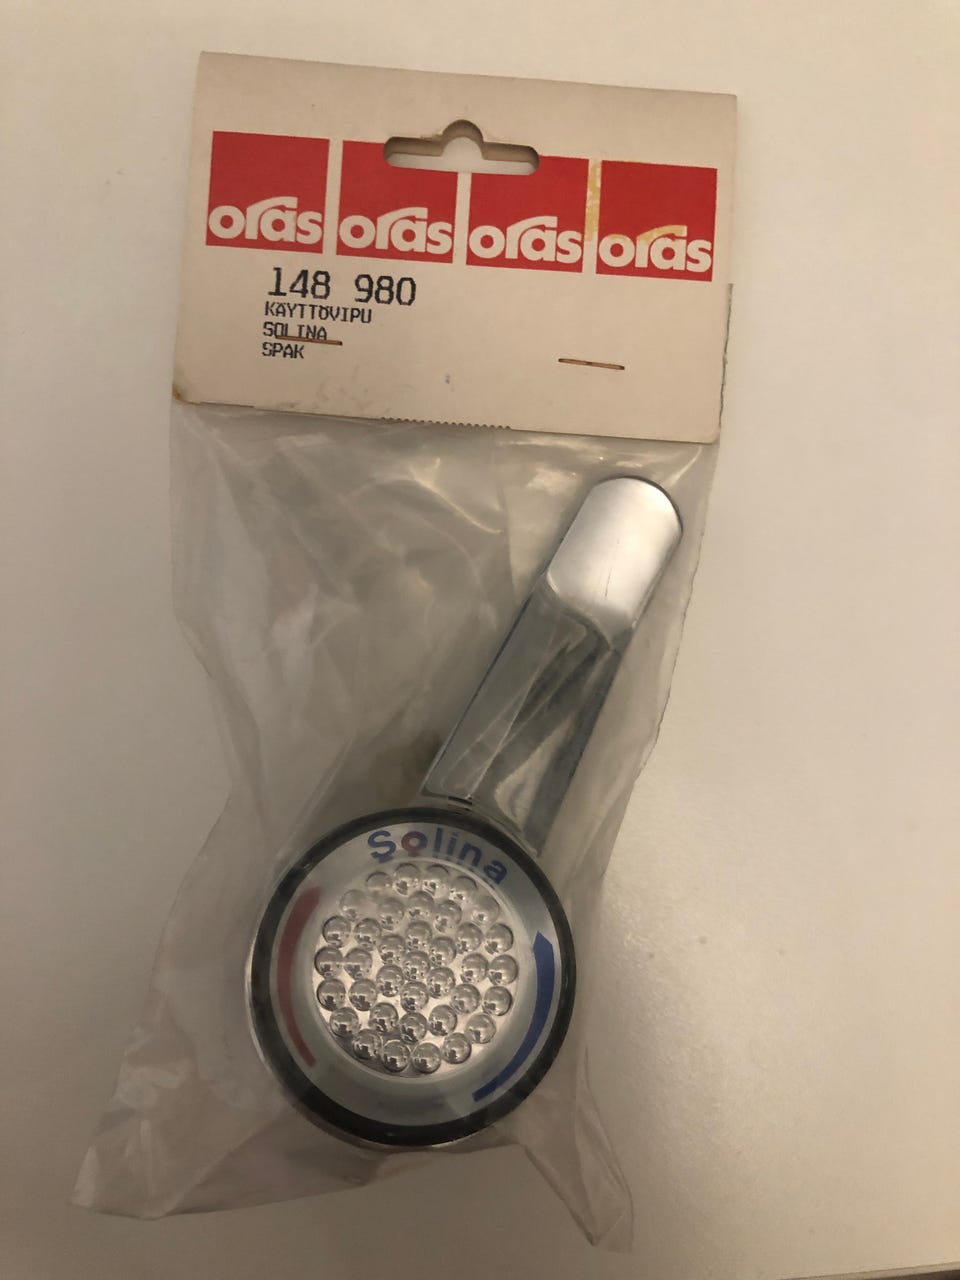 oras oras oras oras
148 980
KÄYTTÖVIPU
SOLINA
SPAK
Solina